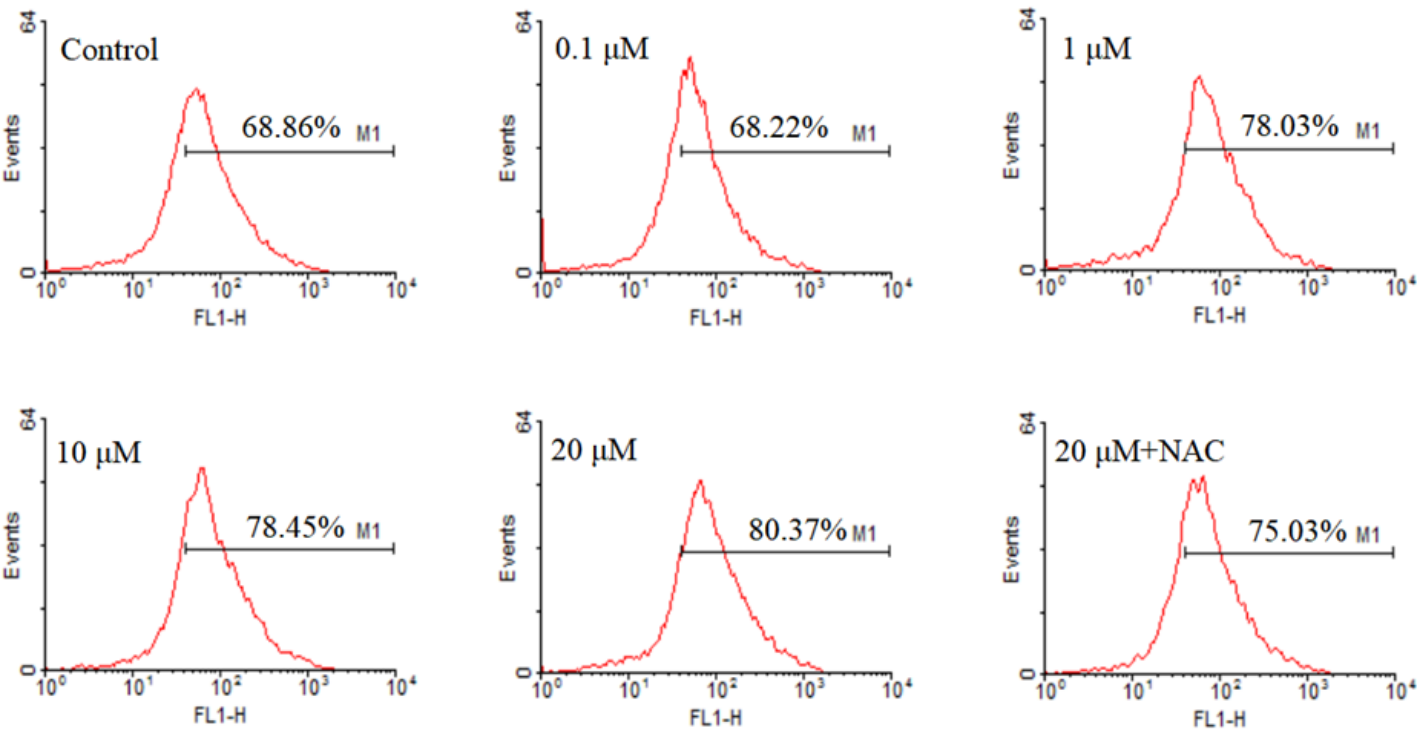 64
Control
68.86% M1
Events
0
10⁰ 10¹ 10² 10³ 10⁴
FL1-H
64
0.1 μM
68.22% M1
Events
0
10⁰ 10¹ 10² 10³ 10⁴
FL1-H
64
1 μM
78.03% M1
Events
0
10⁰ 10¹ 10² 10³ 10⁴
FL1-H
64
10 μM
78.45% M1
Events
0
10⁰ 10¹ 10² 10³ 10⁴
FL1-H
64
20 μM
80.37% M1
Events
0
10⁰ 10¹ 10² 10³ 10⁴
FL1-H
64
20 μM+NAC
75.03% M1
Events
0
10⁰ 10¹ 10² 10³ 10⁴
FL1-H